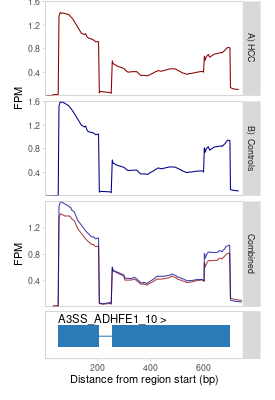 1.6
1.2
0.8
0.4
A) HCC
FPM
1.6
1.2
0.8
0.4
B) Controls
1.2
0.8
0.4
FPM
Combined
A3SS_ADHFE1_10 >
200 400 600
Distance from region start (bp)